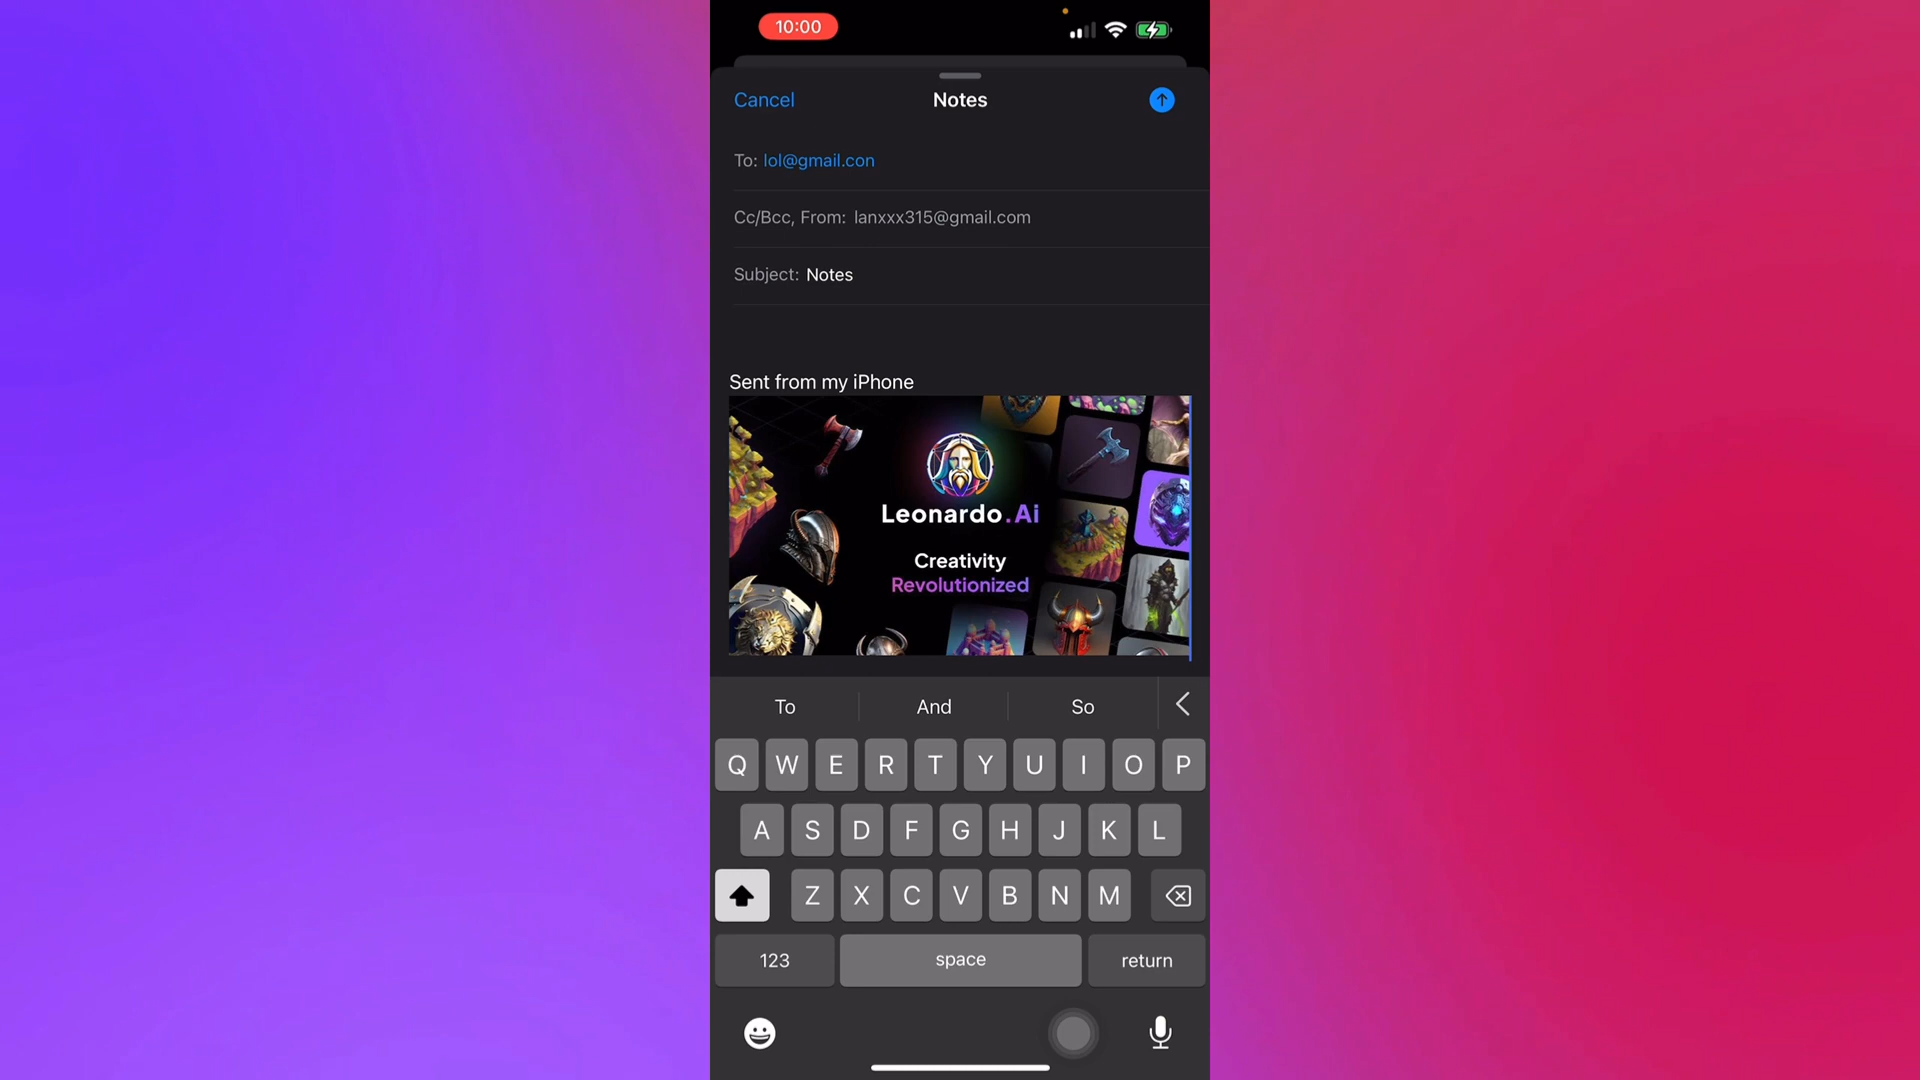 10:00
Cancel
Notes
To: lol@gmail.con
Cc/Bcc, From: lanxxx315@gmail.com
Subject: Notes
Sent from my iPhone
Leonardo.Ai
Creativity
Revolutionized
To And So
Q W E R T Y U I O P
A S D F G H J K L
Z X C V B N M
123 space return